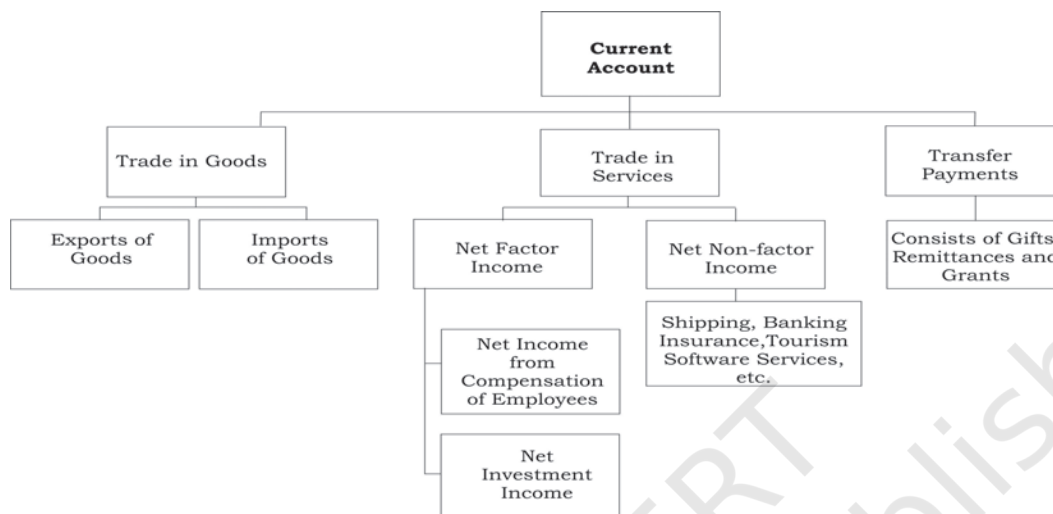 Current
Account
Trade in Goods
Trade in
Services
Transfer
Payments
Exports of
Goods
Imports
of Goods
Net Factor
Income
Net Non-factor
Income
Consists of Gifts,
Remittances and
Grants
Net Income
from
Compensation
of Employees
Shipping, Banking
Insurance,Tourism
Software Services,
etc.
Net
Investment
Income